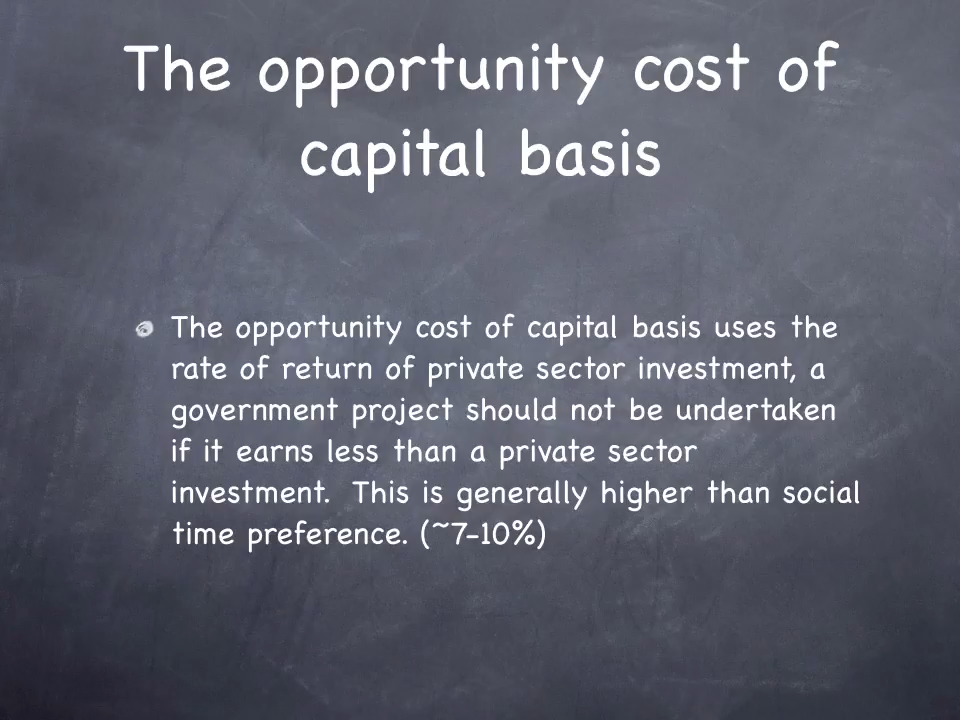 The opportunity cost of
capital basis
The opportunity cost of capital basis uses the
rate of return of private sector investment, a
government project should not be undertaken
if it earns less than a private sector
investment.  This is generally higher than social
time preference. (~7-10%)